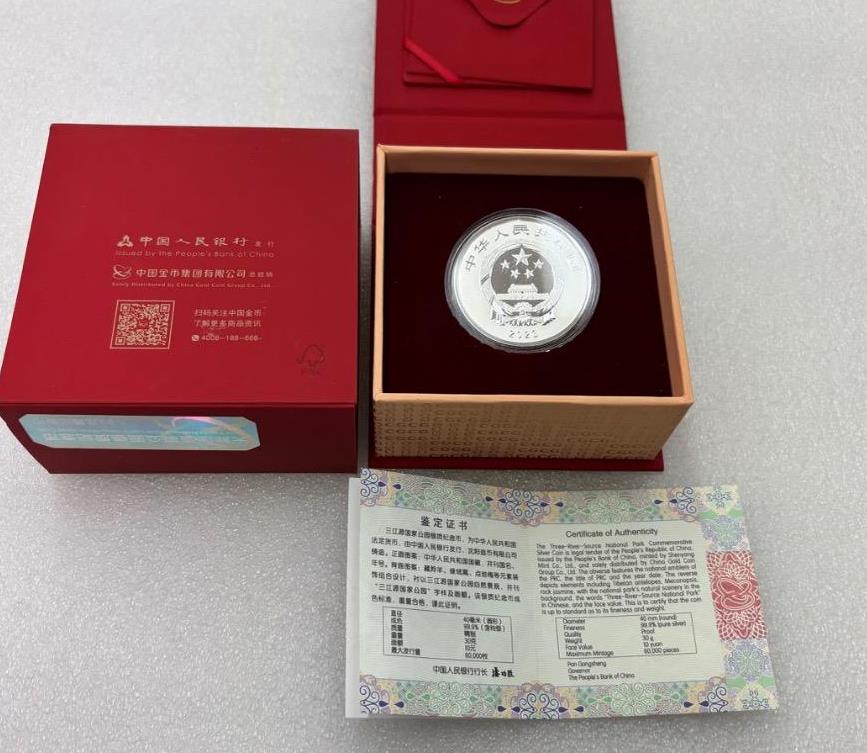 中国人民银行 发行
Issued by the People's Bank of China
中国金币集团有限公司 总经销
Solely Distributed by China Gold Coin Group Co., Ltd.
扫码关注中国金币
了解更多商品资讯
4008-188-668
FSC
中华人民共和国
2023
鉴定证书
三江源国家公园银质纪念币，为中华人民共和国
法定货币，由中国人民银行发行，沈阳造币有限公司
铸造。正面图案：中华人民共和国国徽，并刊国名、
年号。背面图案：藏羚羊、绿绒蒿、点地梅等元素装
饰组合设计，衬以三江源国家公园自然景观，并刊
“三江源国家公园”字样及面额。该银质纪念币成
色标准，重量合格，谨此证明。
直径 40毫米（圆形）
成色 99.9%（含纯银）
质量 精制
重量 30克
面额 10元
最大发行量 60,000枚
中国人民银行行长 潘功胜
Certificate of Authenticity
The Three-River-Source National Park Commemorative
Silver Coin is legal tender of the People's Republic of China,
issued by the People's Bank of China, minted by Shenyang
Mint Co., Ltd., and solely distributed by China Gold Coin
Group Co., Ltd. The obverse features the national emblem of
the PRC, the title of PRC and the year date. The reverse
depicts elements including Tibetan antelopes, Meconopsis,
rock jasmine, with the national park's natural scenery in the
background, the words "Three-River-Source National Park"
in Chinese, and the face value. This is to certify that the coin
is up to standard as to its fineness and weight.
Diameter 40 mm (round)
Fineness 99.9% (pure silver)
Quality Proof
Weight 30 g
Face Value 10 yuan
Maximum Mintage 60,000 pieces
Pan Gongsheng
Governor
The People's Bank of China